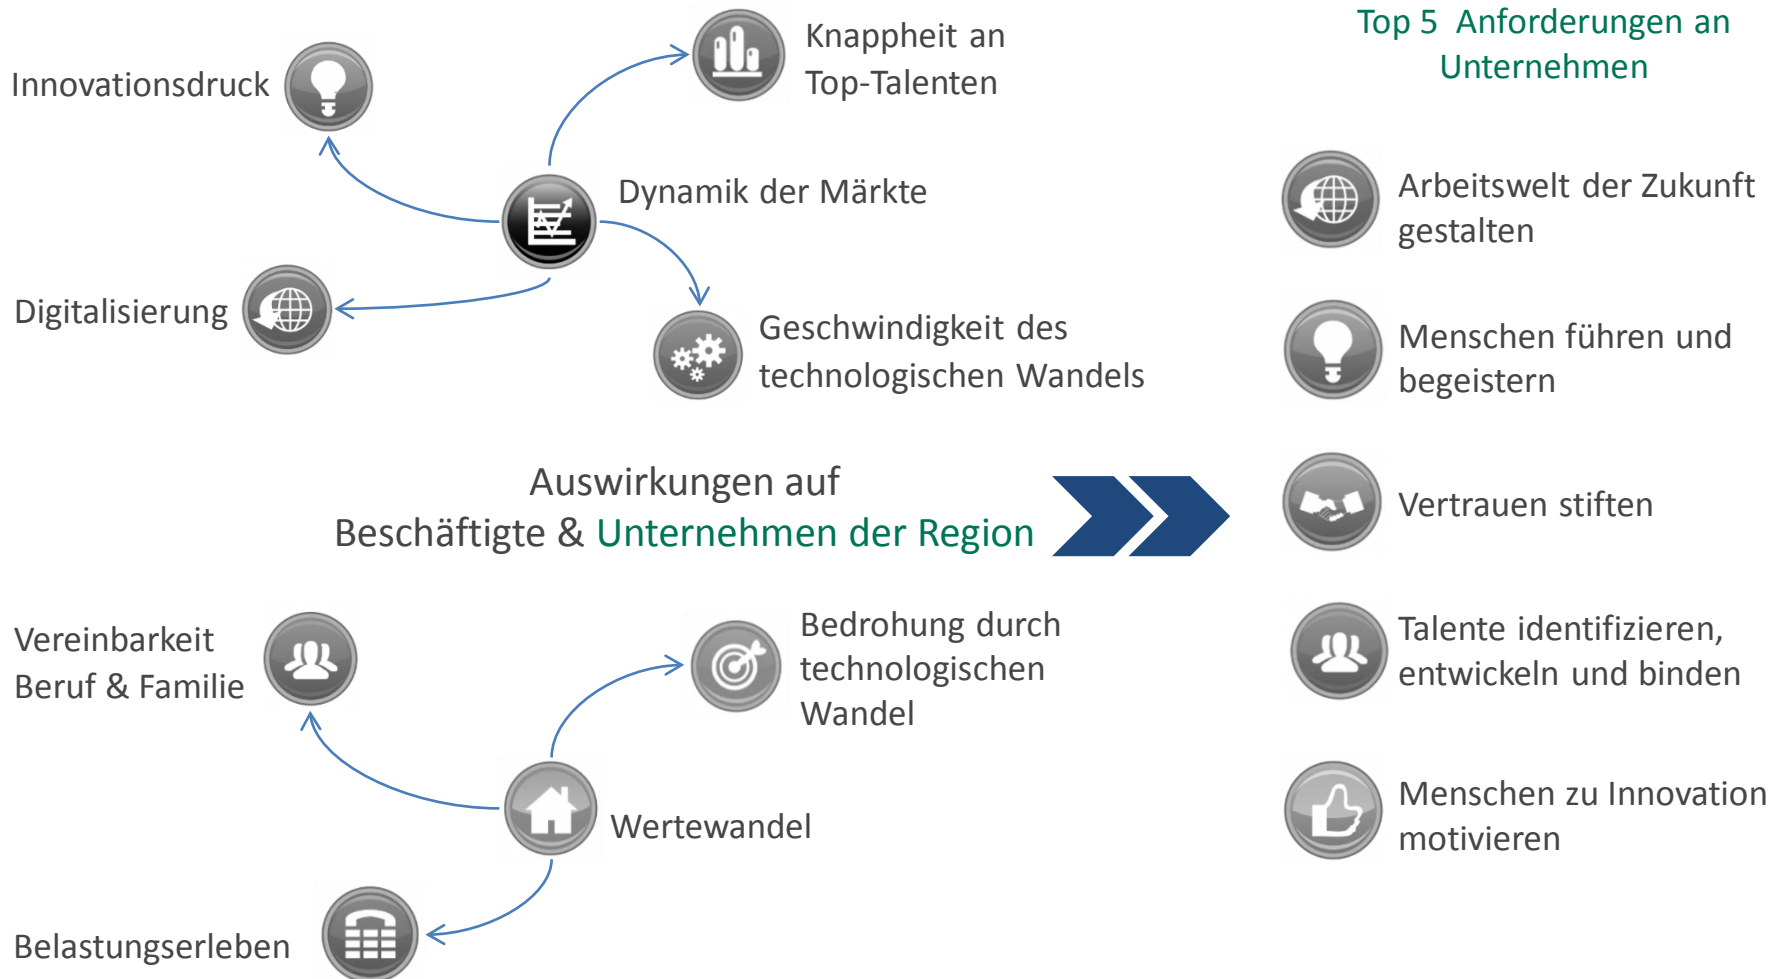 Innovationsdruck
Knappheit an
Top-Talenten
Dynamik der Märkte
Digitalisierung
Geschwindigkeit des
technologischen Wandels
Auswirkungen auf
Beschäftigte & Unternehmen der Region
Vereinbarkeit
Beruf & Familie
Bedrohung durch
technologischen
Wandel
Wertewandel
Belastungserleben
Top 5 Anforderungen an
Unternehmen
Arbeitswelt der Zukunft
gestalten
Menschen führen und
begeistern
Vertrauen stiften
Talente identifizieren,
entwickeln und binden
Menschen zu Innovation
motivieren